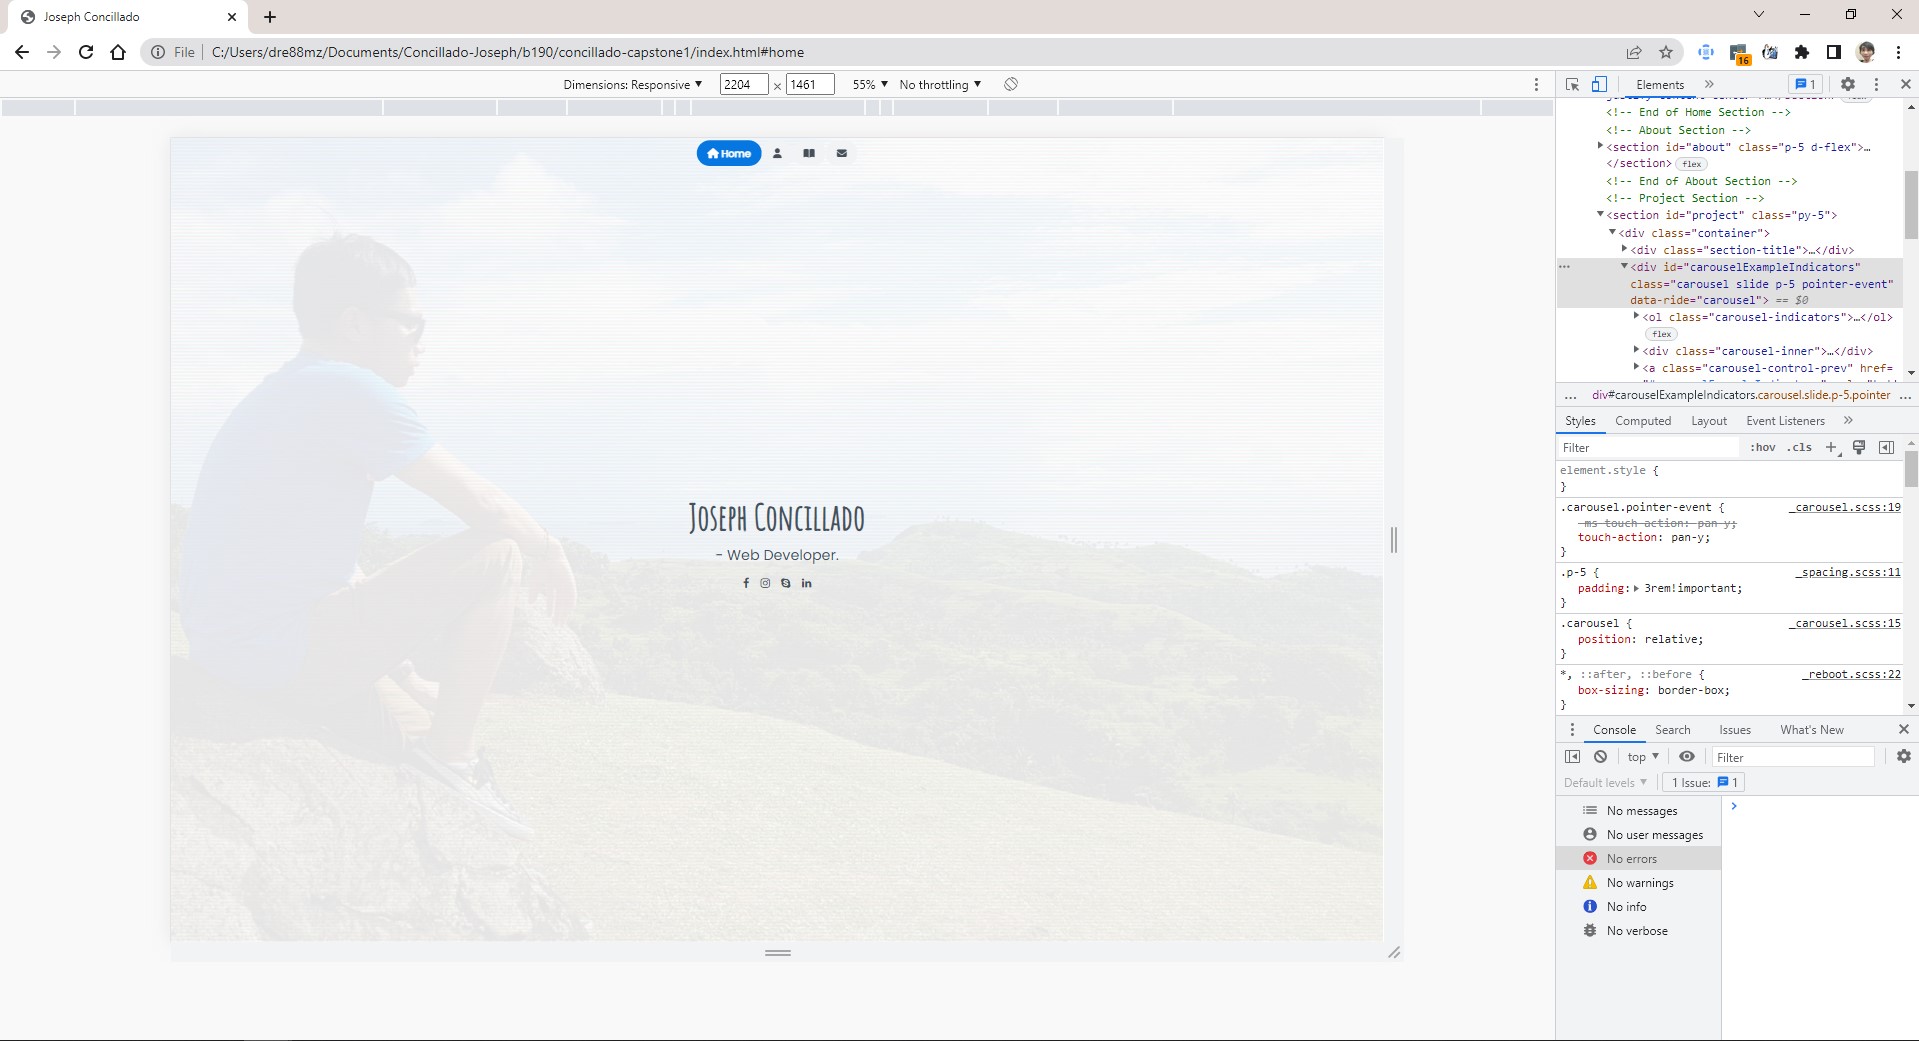 Joseph Concillado
File
C:/Users/dre88mz/Documents/Concillado-Joseph/b190/concillado-capstone1/index.html#home
16
Dimensions: Responsive ▼ 2204 × 1461 55% ▼ No throttling ▼
Home
Joseph Concillado
- Web Developer.
Elements » 1
<!-- End of Home Section -->
<!-- About Section -->
<section id="about" class="p-5 d-flex">…
</section> flex
<!-- End of About Section -->
<!-- Project Section -->
<section id="project" class="py-5">
<div class="container">
<div class="section-title">…</div>
… <div id="carouselExampleIndicators"
class="carousel slide p-5 pointer-event"
data-ride="carousel"> == $0
<ol class="carousel-indicators">…</ol>
flex
<div class="carousel-inner">…</div>
<a class="carousel-control-prev" href=
… div#carouselExampleIndicators.carousel.slide.p-5.pointer …
Styles Computed Layout Event Listeners »
Filter :hov .cls +
element.style {
}
.carousel.pointer-event { _carousel.scss:19
-ms-touch-action: pan-y;
touch-action: pan-y;
}
.p-5 { _spacing.scss:11
padding: 3rem!important;
}
.carousel { _carousel.scss:15
position: relative;
}
*, ::after, ::before { _reboot.scss:22
box-sizing: border-box;
}
Console Search Issues What's New
top ▼ Filter
Default levels ▼ 1 Issue: 1
No messages
No user messages
No errors
No warnings
No info
No verbose